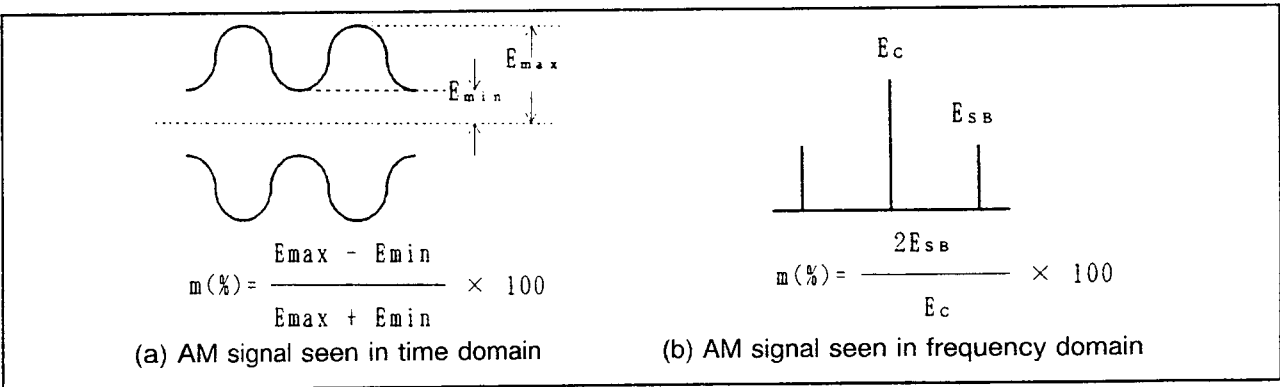 Emax
Emin
Emax - Emin
m(%)= ——— × 100
Emax + Emin
(a) AM signal seen in time domain
EC
ESB
2ESB
m(%)= ——— × 100
EC
(b) AM signal seen in frequency domain